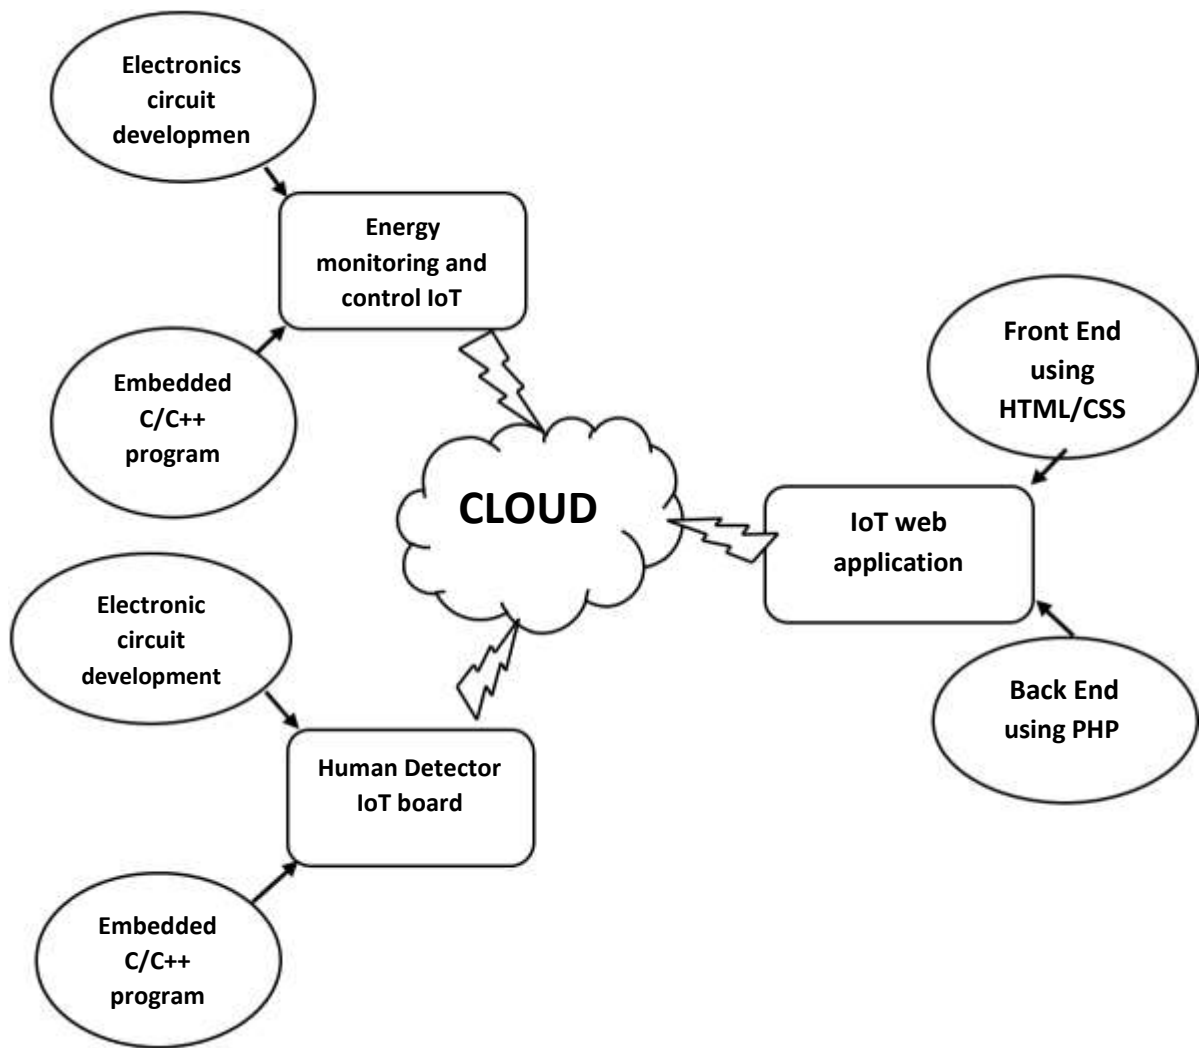 Electronics
circuit
developmen
Energy
monitoring and
control IoT
Embedded
C/C++
program
Front End
using
HTML/CSS
CLOUD
IoT web
application
Electronic
circuit
development
Back End
using PHP
Human Detector
IoT board
Embedded
C/C++
program